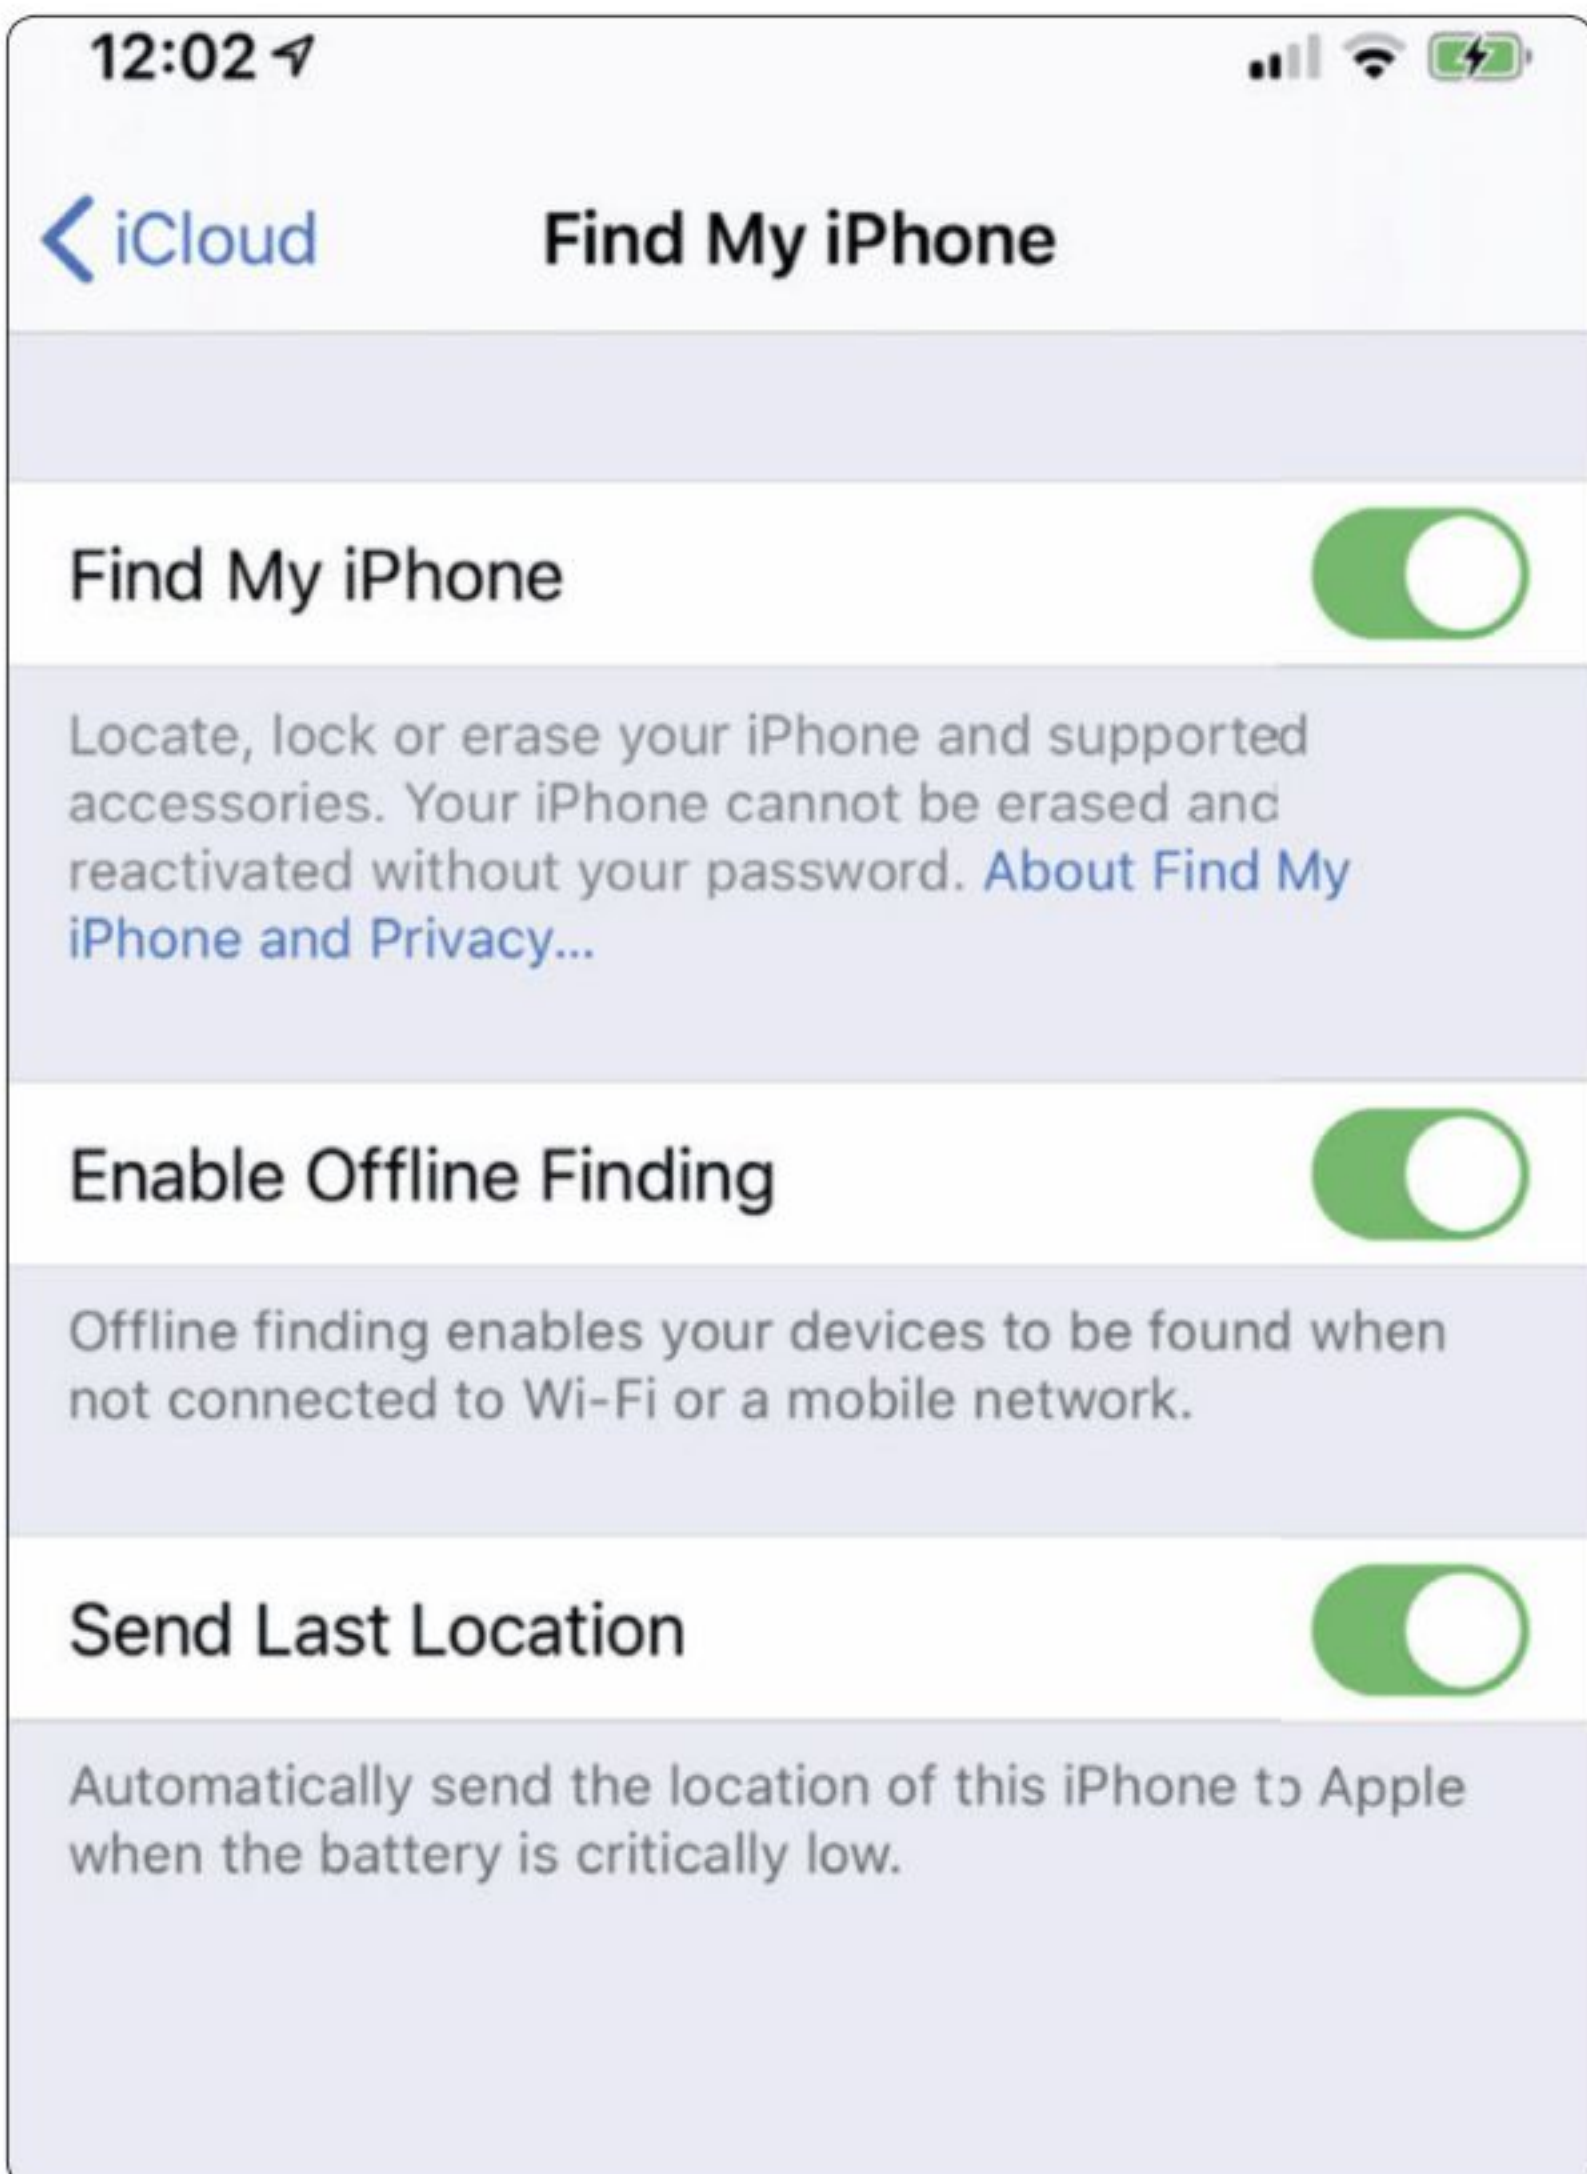 12:02
iCloud
Find My iPhone
Find My iPhone
Locate, lock or erase your iPhone and supported
accessories. Your iPhone cannot be erased and
reactivated without your password. About Find My
iPhone and Privacy...
Enable Offline Finding
Offline finding enables your devices to be found when
not connected to Wi-Fi or a mobile network.
Send Last Location
Automatically send the location of this iPhone to Apple
when the battery is critically low.